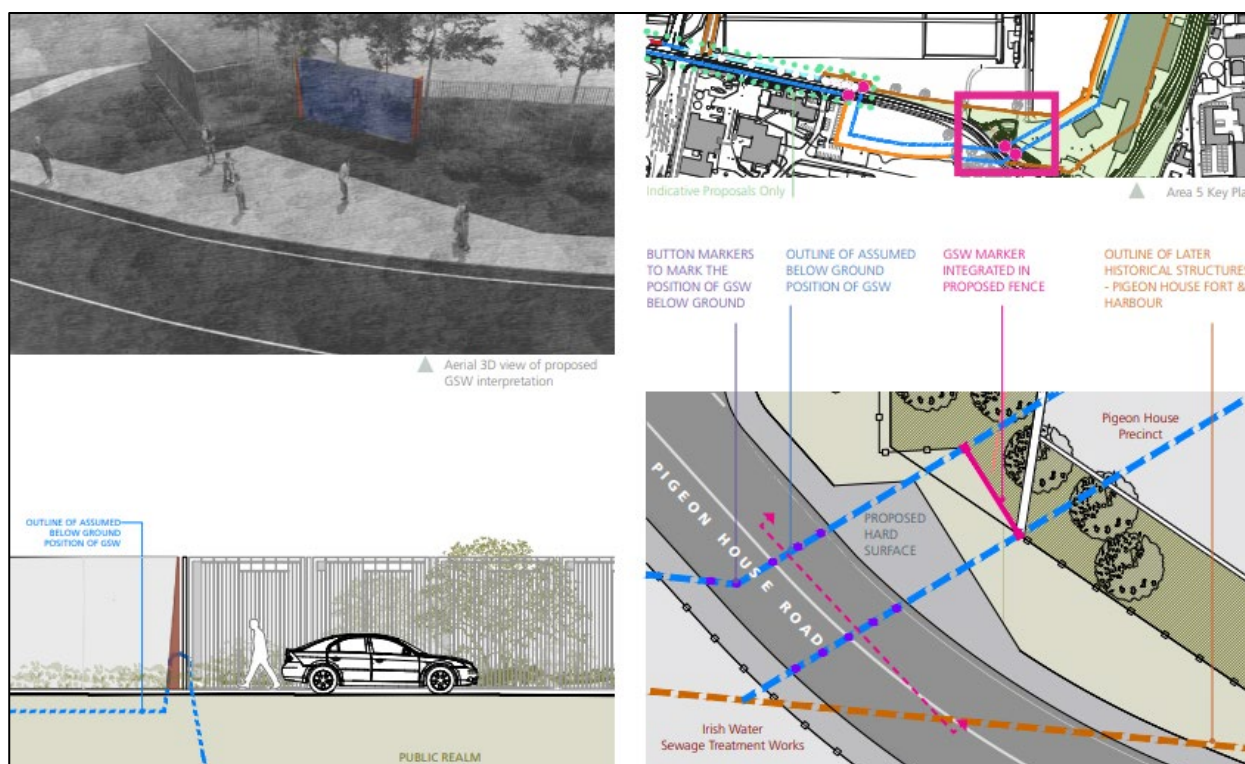 Indicative Proposals Only
Area 5 Key Pla
BUTTON MARKERS
TO MARK THE
POSITION OF GSW
BELOW GROUND
OUTLINE OF ASSUMED
BELOW GROUND
POSITION OF GSW
GSW MARKER
INTEGRATED IN
PROPOSED FENCE
OUTLINE OF LATER
HISTORICAL STRUCTURES
- PIGEON HOUSE FORT &
HARBOUR
Aerial 3D view of proposed
GSW interpretation
Pigeon House
Precinct
PIGEON HOUSE ROAD
PROPOSED
HARD
SURFACE
Irish Water
Sewage Treatment Works
OUTLINE OF ASSUMED
BELOW GROUND
POSITION OF GSW
PUBLIC REALM